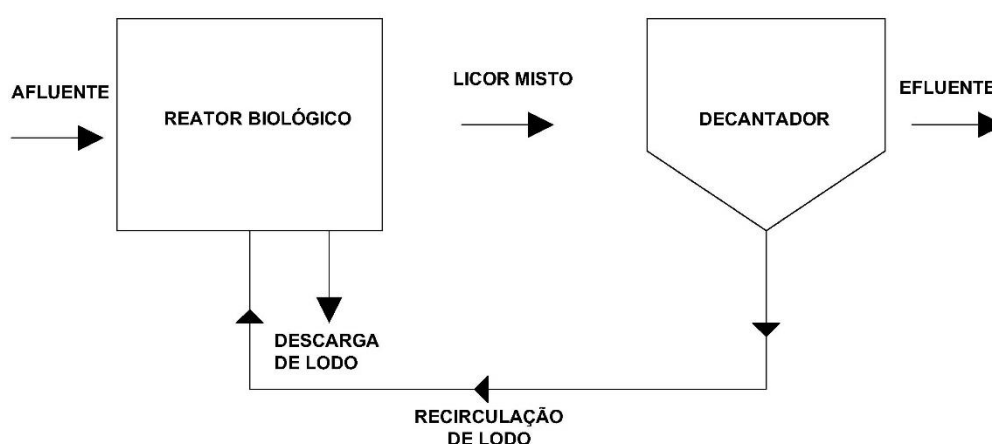 AFLUENTE
REATOR BIOLÓGICO
LICOR MISTO
DECANTADOR
EFLUENTE
DESCARGA
DE LODO
RECIRCULAÇÃO
DE LODO